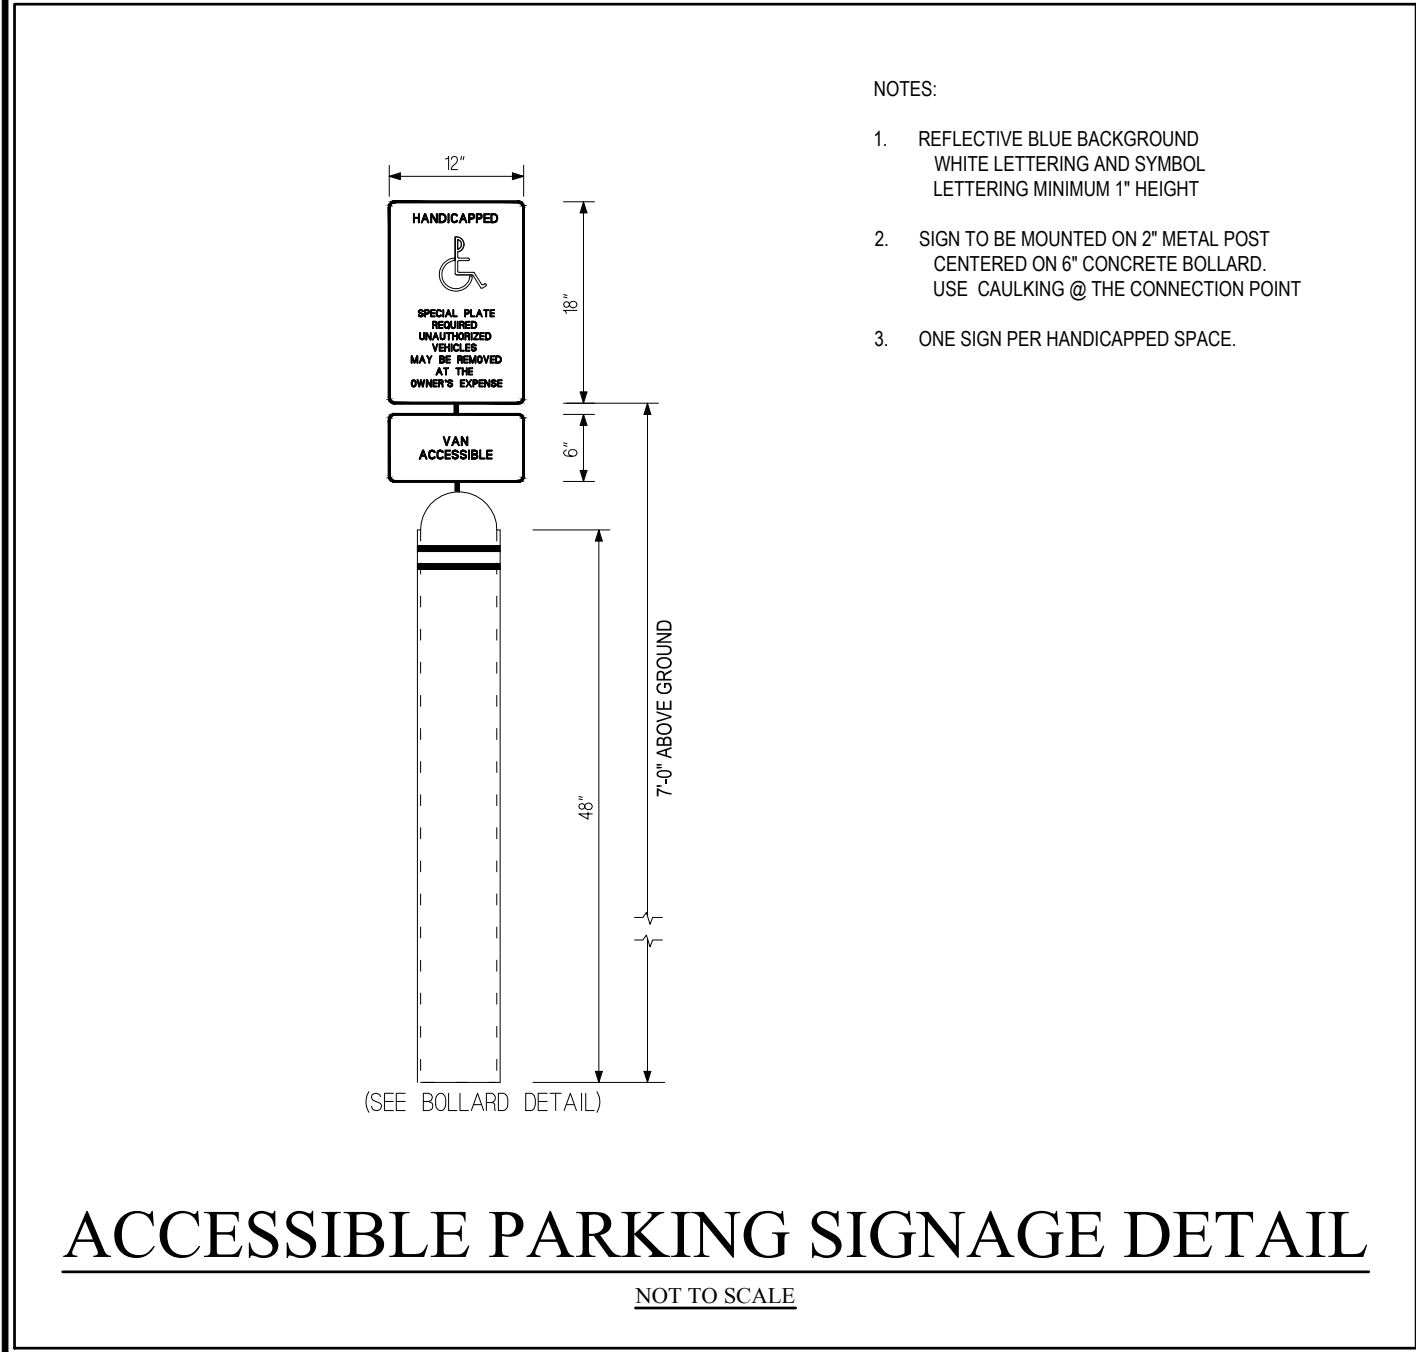 NOTES:
1. REFLECTIVE BLUE BACKGROUND
WHITE LETTERING AND SYMBOL
LETTERING MINIMUM 1" HEIGHT
2. SIGN TO BE MOUNTED ON 2" METAL POST
CENTERED ON 6" CONCRETE BOLLARD.
USE CAULKING @ THE CONNECTION POINT
3. ONE SIGN PER HANDICAPPED SPACE.
12"
HANDICAPPED
SPECIAL PLATE
REQUIRED
UNAUTHORIZED
VEHICLES
MAY BE REMOVED
AT THE
OWNER'S EXPENSE
18"
VAN
ACCESSIBLE
6"
48"
7'-0" ABOVE GROUND
(SEE BOLLARD DETAIL)
ACCESSIBLE PARKING SIGNAGE DETAIL
NOT TO SCALE